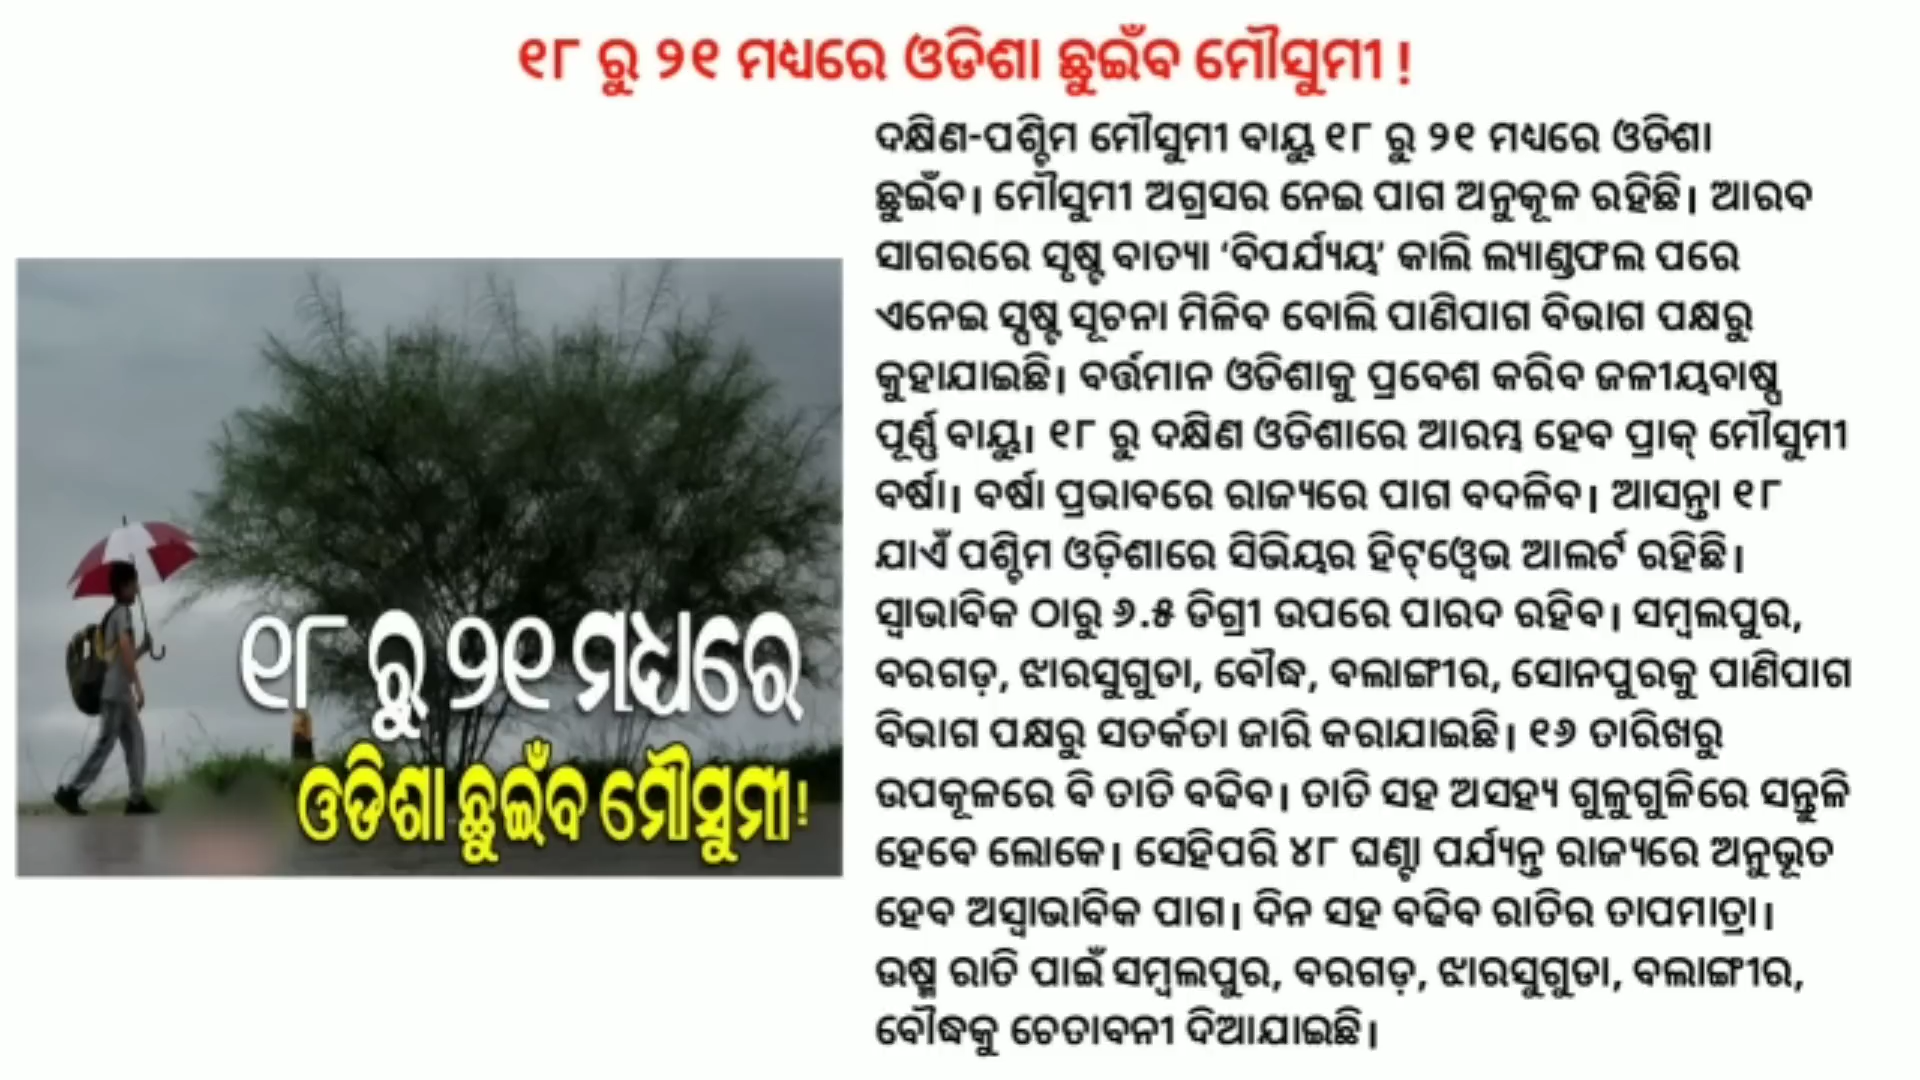 ୧୮ ରୁ ୨୧ ମଧ୍ୟରେ ଓଡିଶା ଛୁଇଁବ ମୌସୁମୀ !
ଦକ୍ଷିଣ-ପଶ୍ଚିମ ମୌସୁମୀ ବାୟୁ ୧୮ ରୁ ୨୧ ମଧ୍ୟରେ ଓଡିଶା
ଛୁଇଁବ। ମୌସୁମୀ ଅଗ୍ରସର ନେଇ ପାଗ ଅନୁକୂଳ ରହିଛି। ଆରବ
ସାଗରରେ ସୃଷ୍ଟ ବାତ୍ୟା ‘ବିପର୍ଯ୍ୟୟ’ କାଲି ଲ୍ୟାଣ୍ଡଫଲ ପରେ
ଏନେଇ ସ୍ପଷ୍ଟ ସୂଚନା ମିଳିବ ବୋଲି ପାଣିପାଗ ବିଭାଗ ପକ୍ଷରୁ
କୁହାଯାଇଛି। ବର୍ତ୍ତମାନ ଓଡିଶାକୁ ପ୍ରବେଶ କରିବ ଜଳୀୟବାଷ୍ପ
ପୂର୍ଣ୍ଣ ବାୟୁ। ୧୮ ରୁ ଦକ୍ଷିଣ ଓଡିଶାରେ ଆରମ୍ଭ ହେବ ପ୍ରାକ୍ ମୌସୁମୀ
ବର୍ଷା। ବର୍ଷା ପ୍ରଭାବରେ ରାଜ୍ୟରେ ପାଗ ବଦଳିବ। ଆସନ୍ତା ୧୮
ଯାଏଁ ପଶ୍ଚିମ ଓଡ଼ିଶାରେ ସିଭିୟର ହିଟ୍‌ୱେଭ ଆଲର୍ଟ ରହିଛି।
ସ୍ୱାଭାବିକ ଠାରୁ ୬.୫ ଡିଗ୍ରୀ ଉପରେ ପାରଦ ରହିବ। ସମ୍ବଲପୁର,
ବରଗଡ଼, ଝାରସୁଗୁଡା, ବୌଦ୍ଧ, ବଲାଙ୍ଗୀର, ସୋନପୁରକୁ ପାଣିପାଗ
ବିଭାଗ ପକ୍ଷରୁ ସତର୍କତା ଜାରି କରାଯାଇଛି। ୧୬ ତାରିଖରୁ
ଉପକୂଳରେ ବି ତାତି ବଢିବ। ତାତି ସହ ଅସହ୍ୟ ଗୁଳୁଗୁଳିରେ ସନ୍ତୁଳି
ହେବେ ଲୋକେ। ସେହିପରି ୪୮ ଘଣ୍ଟା ପର୍ଯ୍ୟନ୍ତ ରାଜ୍ୟରେ ଅନୁଭୂତ
ହେବ ଅସ୍ୱାଭାବିକ ପାଗ। ଦିନ ସହ ବଢିବ ରାତିର ତାପମାତ୍ରା।
ଉଷ୍ମ ରାତି ପାଇଁ ସମ୍ବଲପୁର, ବରଗଡ଼, ଝାରସୁଗୁଡା, ବଲାଙ୍ଗୀର,
ବୌଦ୍ଧକୁ ଚେତାବନୀ ଦିଆଯାଇଛି।
୧୮ ରୁ ୨୧ ମଧ୍ୟରେ
ଓଡିଶା ଛୁଇଁବ ମୌସୁମୀ!